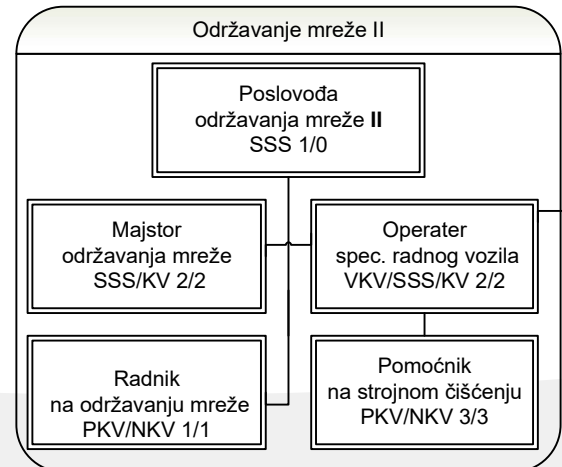 Održavanje mreže II
Poslovođa
održavanja mreže II
SSS 1/0
Majstor
održavanja mreže
SSS/KV 2/2
Operater
spec. radnog vozila
VKV/SSS/KV 2/2
Radnik
na održavanju mreže
PKV/NKV 1/1
Pomoćnik
na strojnom čišćenju
PKV/NKV 3/3